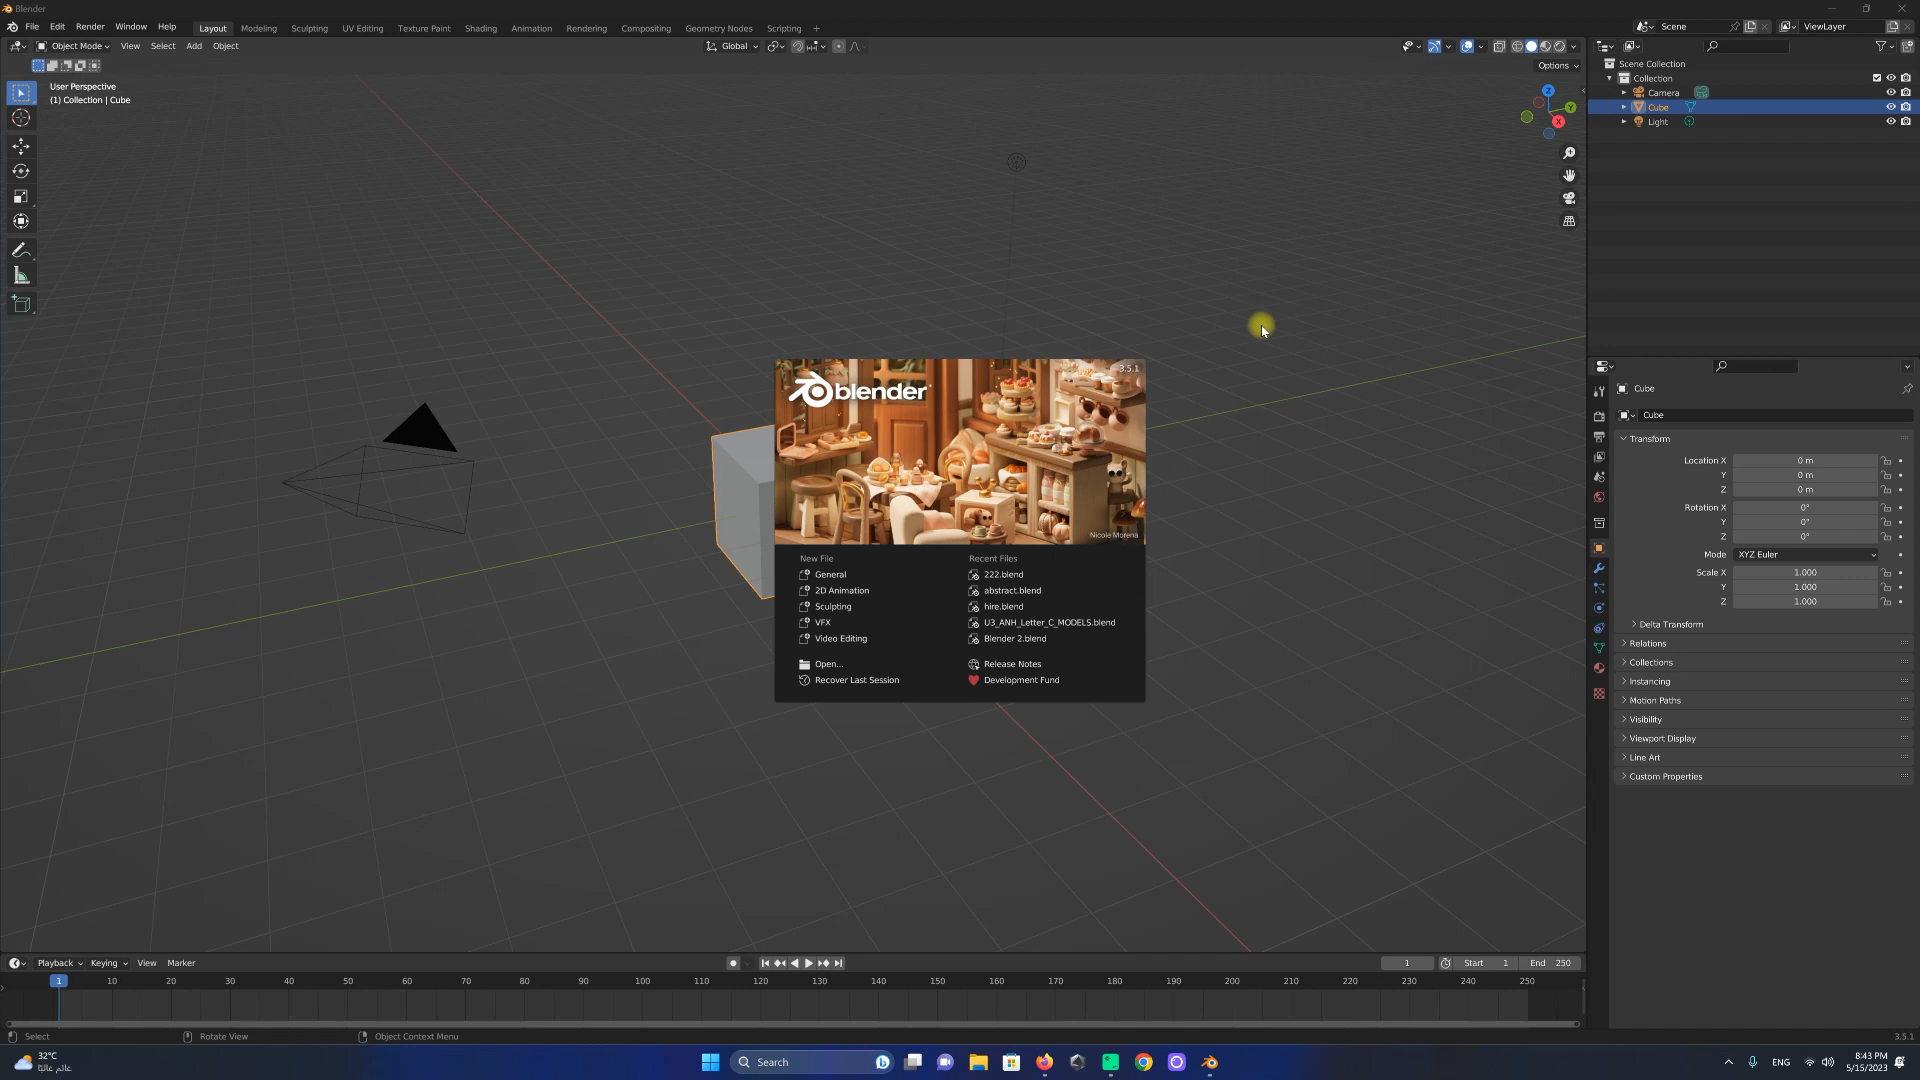 Blender
File Edit Render Window Help Layout Modeling Sculpting UV Editing Texture Paint Shading Animation Rendering Compositing Geometry Nodes Scripting + Scene ViewLayer
Object Mode View Select Add Object Global
Options
User Perspective
(1) Collection | Cube
Z
Y
X
Scene Collection
Collection
Camera
Cube
Light
blender
3.5.1
Nicole Morena
New File
General
2D Animation
Sculpting
VFX
Video Editing
Open...
Recover Last Session
Recent Files
222.blend
abstract.blend
hire.blend
U3_ANH_Letter_C_MODELS.blend
Blender 2.blend
Release Notes
Development Fund
Cube
Cube
Transform
Location X 0 m
Y 0 m
Z 0 m
Rotation X 0°
Y 0°
Z 0°
Mode XYZ Euler
Scale X 1.000
Y 1.000
Z 1.000
Delta Transform
Relations
Collections
Instancing
Motion Paths
Visibility
Viewport Display
Line Art
Custom Properties
Playback Keying View Marker 1 Start 1 End 250
1 10 20 30 40 50 60 70 80 90 100 110 120 130 140 150 160 170 180 190 200 210 220 230 240 250
Select Rotate View Object Context Menu 3.5.1
32°C
غائم غالبًا
Search
ENG
8:43 PM
5/15/2023